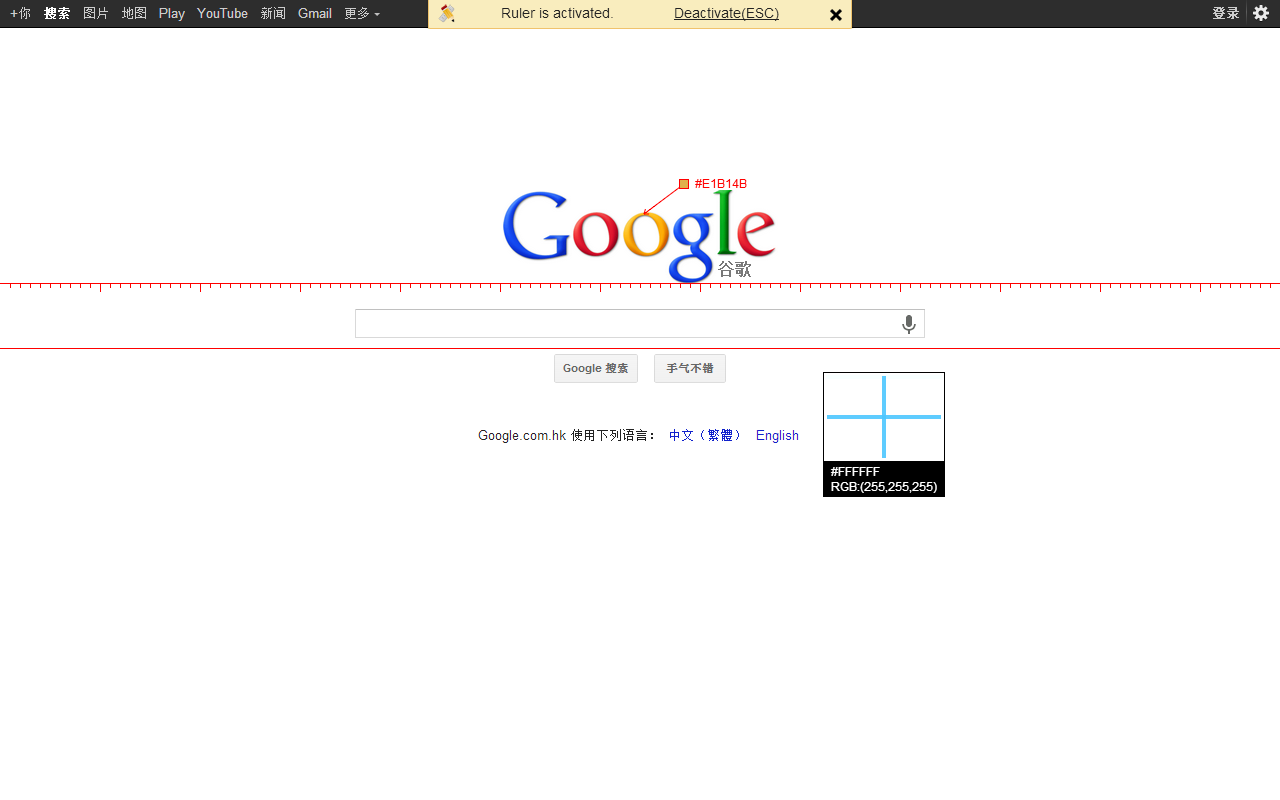 +你 搜索 图片 地图 Play YouTube 新闻 Gmail 更多 Ruler is activated. Deactivate(ESC) 登录
#E1B14B
Google
谷歌
Google 搜索 手气不错
Google.com.hk 使用下列语言： 中文（繁體） English
#FFFFFF
RGB:(255,255,255)